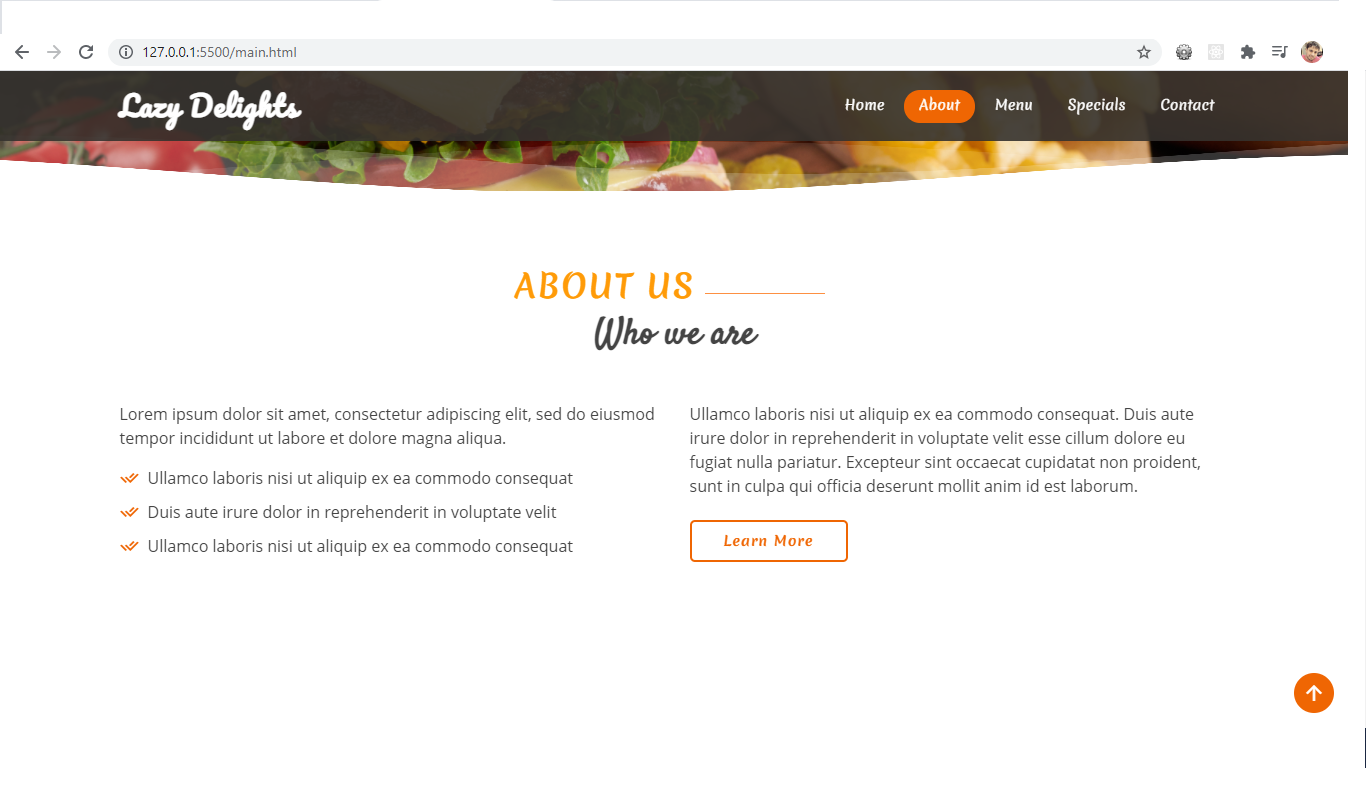 127.0.0.1:5500/main.html
Lazy Delights
Home About Menu Specials Contact
ABOUT US
Who we are
Lorem ipsum dolor sit amet, consectetur adipiscing elit, sed do eiusmod
tempor incididunt ut labore et dolore magna aliqua.
Ullamco laboris nisi ut aliquip ex ea commodo consequat
Duis aute irure dolor in reprehenderit in voluptate velit
Ullamco laboris nisi ut aliquip ex ea commodo consequat
Ullamco laboris nisi ut aliquip ex ea commodo consequat. Duis aute
irure dolor in reprehenderit in voluptate velit esse cillum dolore eu
fugiat nulla pariatur. Excepteur sint occaecat cupidatat non proident,
sunt in culpa qui officia deserunt mollit anim id est laborum.
Learn More